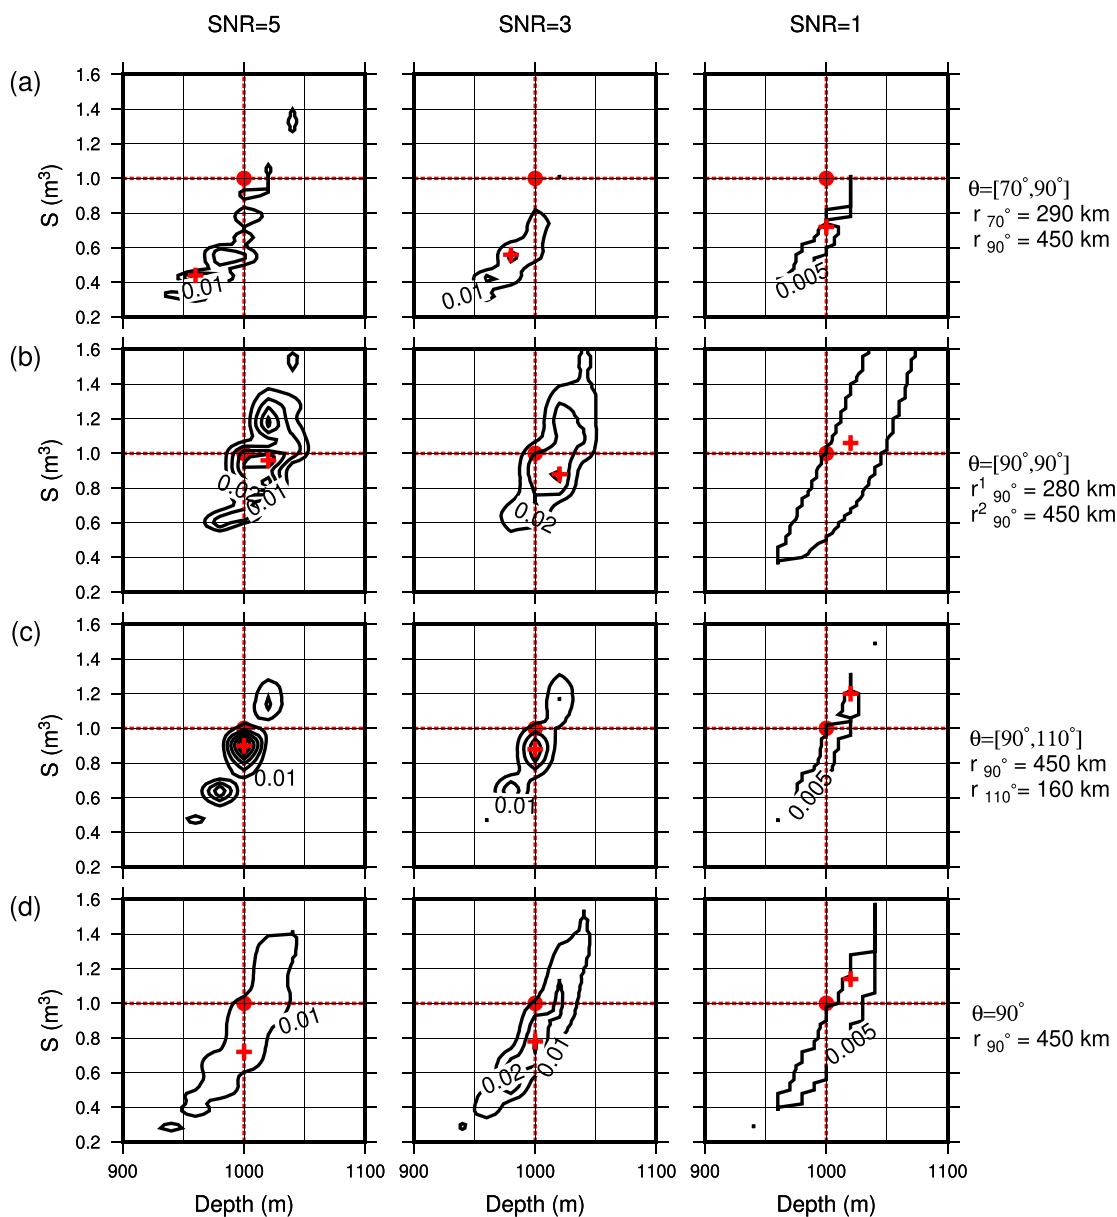 SNR=5 SNR=3 SNR=1
(a)
S (m³)
1.6
1.4
1.2
1.0
0.8
0.6
0.4
0.2
0.01
0.01
0.005
θ=[70°,90°]
r 70° = 290 km
r 90° = 450 km
(b)
S (m³)
1.6
1.4
1.2
1.0
0.8
0.6
0.4
0.2
0.02
0.01
0.02
θ=[90°,90°]
r¹ 90° = 280 km
r² 90° = 450 km
(c)
S (m³)
1.6
1.4
1.2
1.0
0.8
0.6
0.4
0.2
0.01
0.01
0.005
θ=[90°,110°]
r 90° = 450 km
r 110°= 160 km
(d)
S (m³)
1.6
1.4
1.2
1.0
0.8
0.6
0.4
0.2
0.01
0.02
0.01
0.005
θ=90°
r 90° = 450 km
900 1000 1100 900 1000 1100 900 1000 1100
Depth (m) Depth (m) Depth (m)